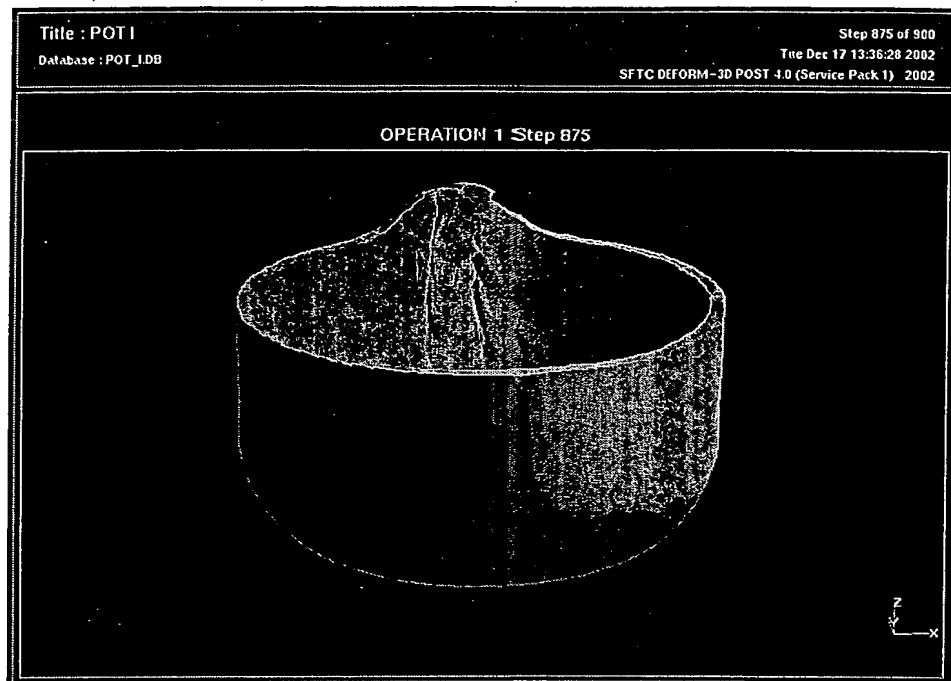 Title : POT I
Database : POT_I.DB
Step 875 of 900
Tue Dec 17 13:36:28 2002
SFTC DEFORM-3D POST 4.0 (Service Pack 1) 2002
OPERATION 1 Step 875
Z
Y
X